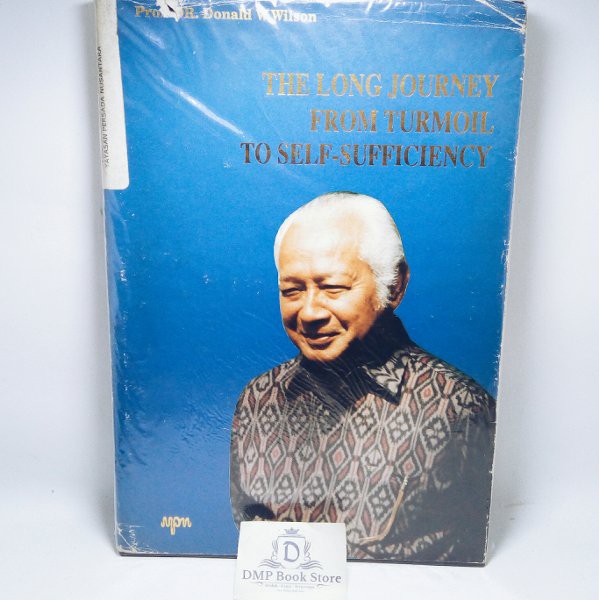 Donald W. Wilson
THE LONG JOURNEY
FROM TURMOIL
TO SELF-SUFFICIENCY
YAYASAN PERSADA NUSANTARA
ypn
D
DMP Book Store